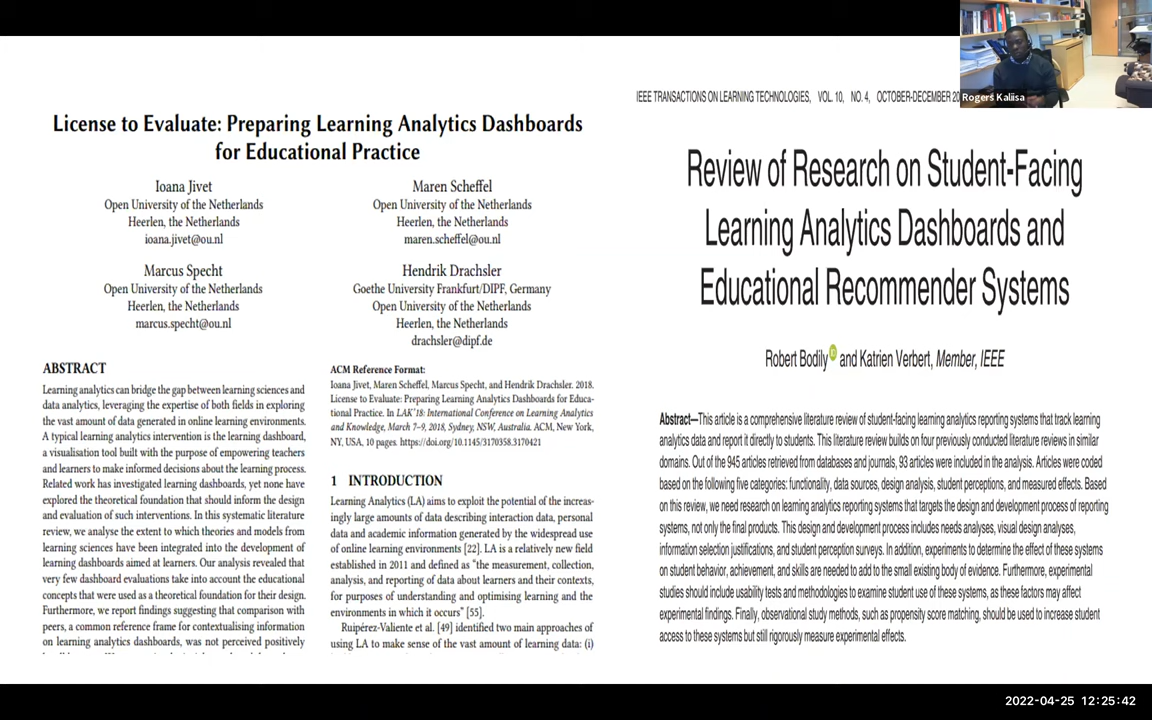 Rogers Kaliisa
License to Evaluate: Preparing Learning Analytics Dashboards
for Educational Practice
Ioana Jivet
Open University of the Netherlands
Heerlen, the Netherlands
ioana.jivet@ou.nl
Maren Scheffel
Open University of the Netherlands
Heerlen, the Netherlands
maren.scheffel@ou.nl
Marcus Specht
Open University of the Netherlands
Heerlen, the Netherlands
marcus.specht@ou.nl
Hendrik Drachsler
Goethe University Frankfurt/DIPF, Germany
Open University of the Netherlands
Heerlen, the Netherlands
drachsler@dipf.de
ABSTRACT
Learning analytics can bridge the gap between learning sciences and
data analytics, leveraging the expertise of both fields in exploring
the vast amount of data generated in online learning environments.
A typical learning analytics intervention is the learning dashboard,
a visualisation tool built with the purpose of empowering teachers
and learners to make informed decisions about the learning process.
Related work has investigated learning dashboards, yet none have
explored the theoretical foundation that should inform the design
and evaluation of such interventions. In this systematic literature
review, we analyse the extent to which theories and models from
learning sciences have been integrated into the development of
learning dashboards aimed at learners. Our analysis revealed that
very few dashboard evaluations take into account the educational
concepts that were used as a theoretical foundation for their design.
Furthermore, we report findings suggesting that comparison with
peers, a common reference frame for contextualising information
on learning analytics dashboards, was not perceived positively
ACM Reference Format:
Ioana Jivet, Maren Scheffel, Marcus Specht, and Hendrik Drachsler. 2018.
License to Evaluate: Preparing Learning Analytics Dashboards for Educa-
tional Practice. In LAK'18: International Conference on Learning Analytics
and Knowledge, March 7–9, 2018, Sydney, NSW, Australia. ACM, New York,
NY, USA, 10 pages. https://doi.org/10.1145/3170358.3170421
1 INTRODUCTION
Learning Analytics (LA) aims to exploit the potential of the increas-
ingly large amounts of data describing interaction data, personal
data and academic information generated by the widespread use
of online learning environments [22]. LA is a relatively new field
established in 2011 and defined as “the measurement, collection,
analysis, and reporting of data about learners and their contexts,
for purposes of understanding and optimising learning and the
environments in which it occurs” [55].
Ruipérez-Valiente et al. [49] identified two main approaches of
using LA to make sense of the vast amount of learning data: (i)
IEEE TRANSACTIONS ON LEARNING TECHNOLOGIES, VOL. 10, NO. 4, OCTOBER-DECEMBER
Review of Research on Student-Facing
Learning Analytics Dashboards and
Educational Recommender Systems
Robert Bodily iD and Katrien Verbert, Member, IEEE
Abstract—This article is a comprehensive literature review of student-facing learning analytics reporting systems that track learning
analytics data and report it directly to students. This literature review builds on four previously conducted literature reviews in similar
domains. Out of the 945 articles retrieved from databases and journals, 93 articles were included in the analysis. Articles were coded
based on the following five categories: functionality, data sources, design analysis, student perceptions, and measured effects. Based
on this review, we need research on learning analytics reporting systems that targets the design and development process of reporting
systems, not only the final products. This design and development process includes needs analyses, visual design analyses,
information selection justifications, and student perception surveys. In addition, experiments to determine the effect of these systems
on student behavior, achievement, and skills are needed to add to the small existing body of evidence. Furthermore, experimental
studies should include usability tests and methodologies to examine student use of these systems, as these factors may affect
experimental findings. Finally, observational study methods, such as propensity score matching, should be used to increase student
access to these systems but still rigorously measure experimental effects.
2022-04-25 12:25:42